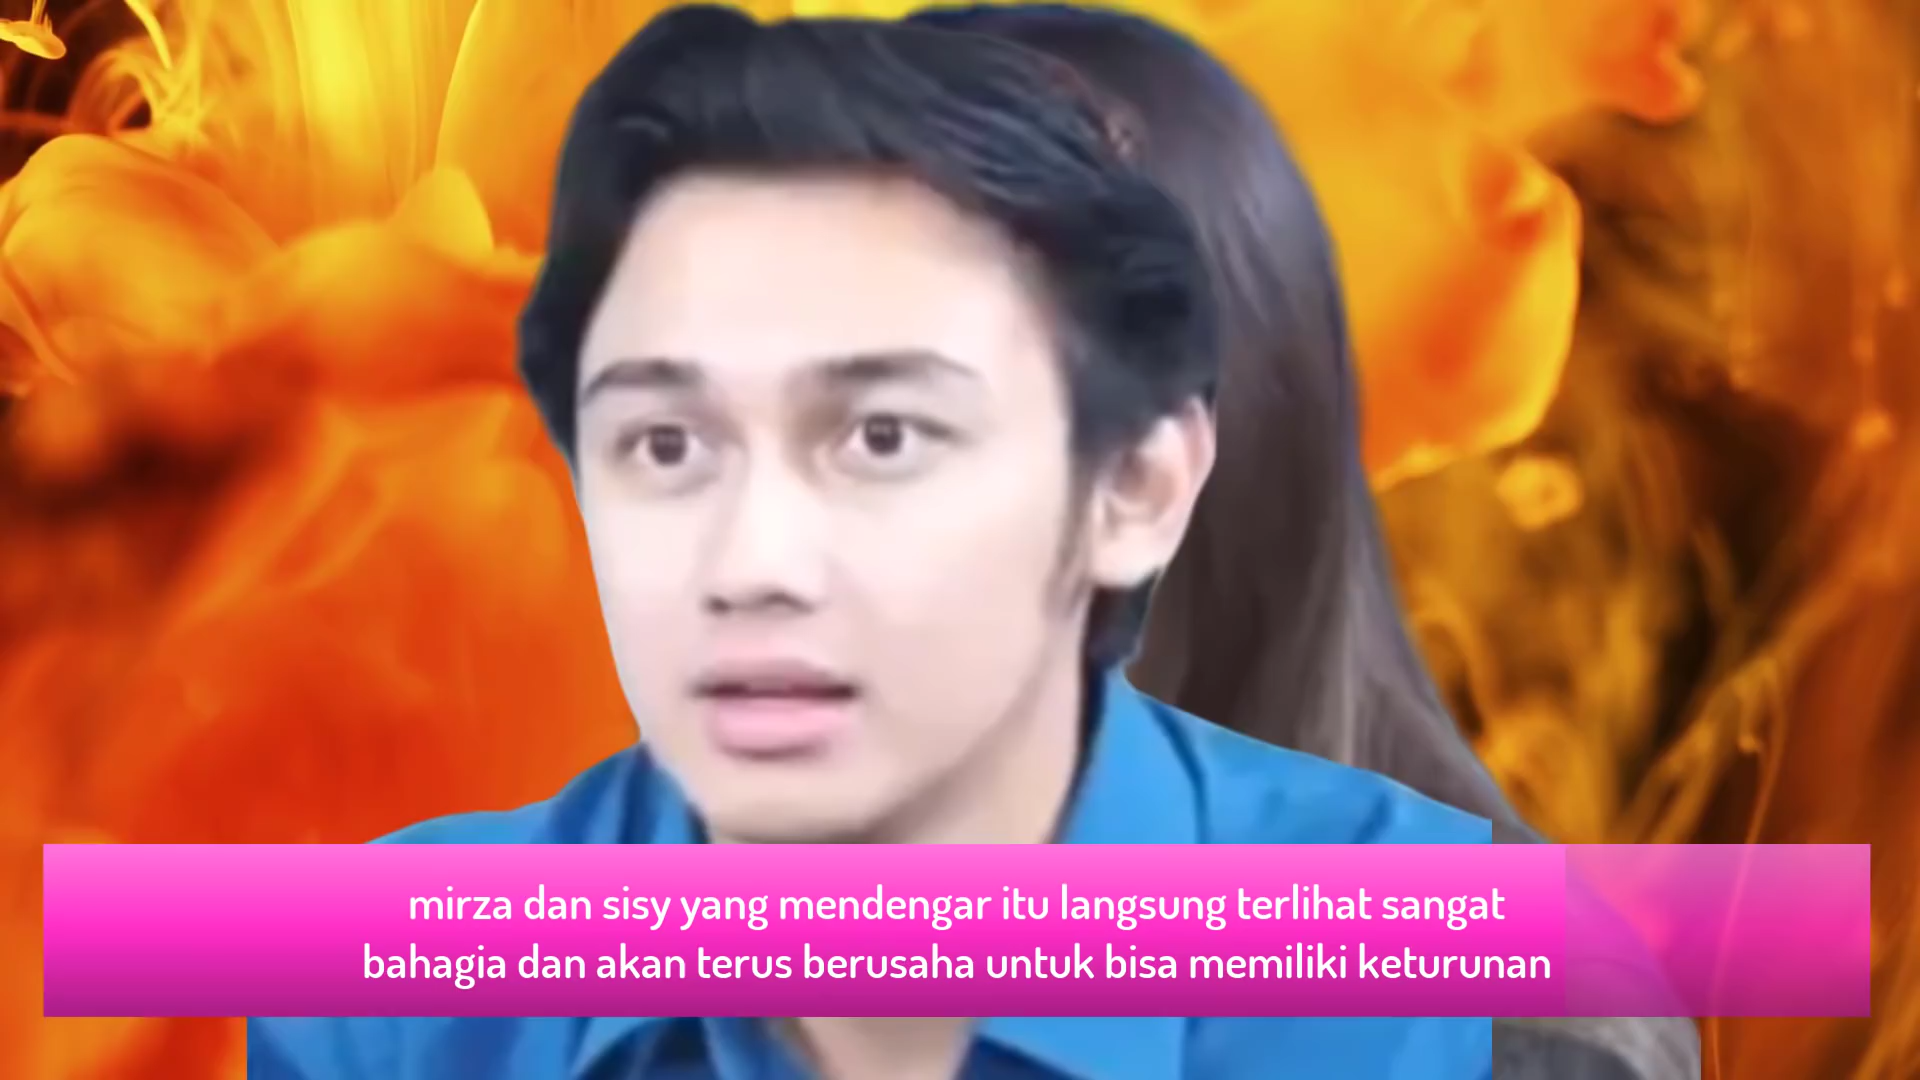 mirza dan sisy yang mendengar itu langsung terlihat sangat
bahagia dan akan terus berusaha untuk bisa memiliki keturunan